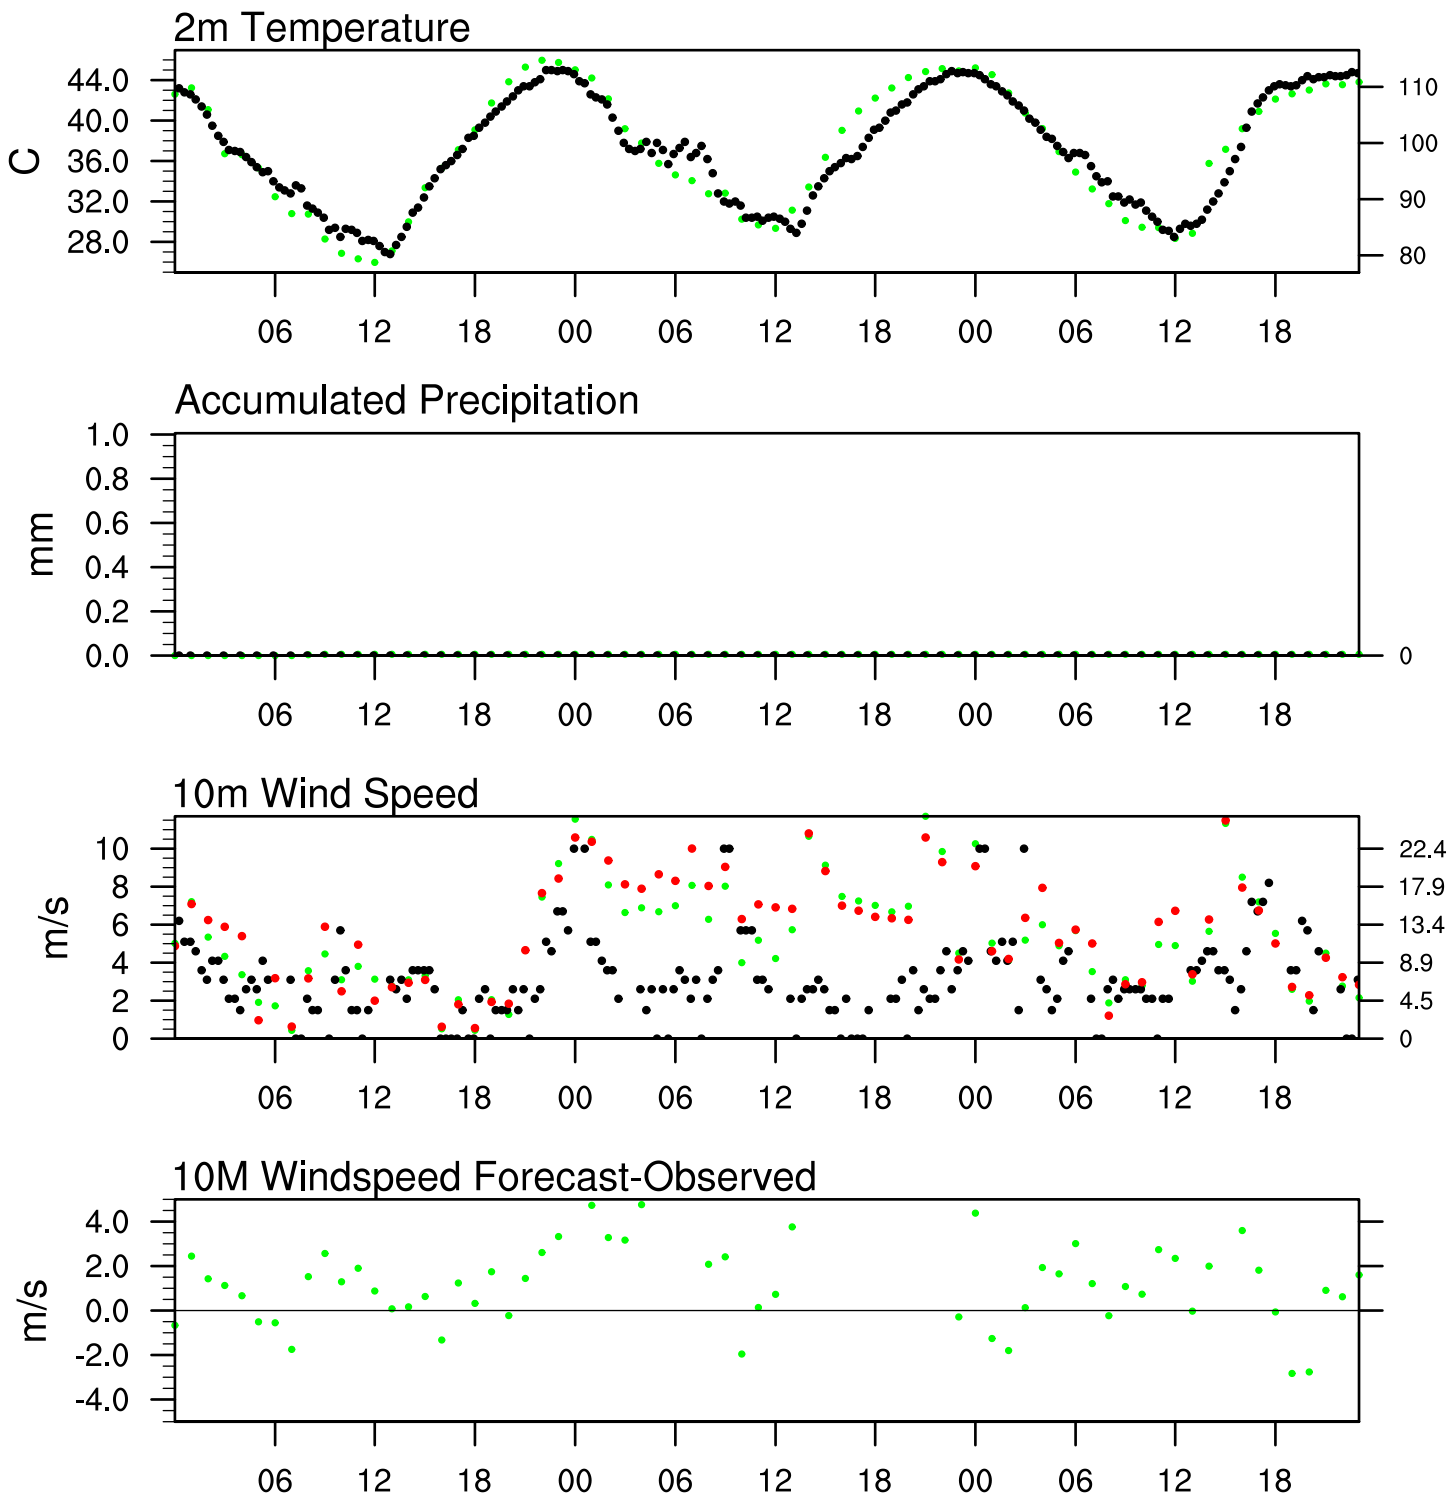 2m Temperature
44.0
40.0
36.0
32.0
28.0
C
110
100
90
80
06 12 18 00 06 12 18 00 06 12 18
Accumulated Precipitation
1.0
0.8
0.6
0.4
0.2
0.0
mm
0
06 12 18 00 06 12 18 00 06 12 18
10m Wind Speed
10
8
6
4
2
0
m/s
22.4
17.9
13.4
8.9
4.5
0
06 12 18 00 06 12 18 00 06 12 18
10M Windspeed Forecast-Observed
4.0
2.0
0.0
-2.0
-4.0
m/s
06 12 18 00 06 12 18 00 06 12 18